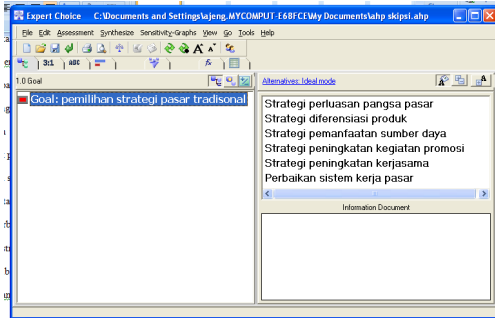 Expert Choice C:\Documents and Settings\ajeng.MYCOMPUT-E6BFCE\My Documents\ahp skipsi.ahp
File Edit Assessment Synthesize Sensitivity-Graphs View Go Tools Help
3:1 ABC
1.0 Goal
Goal: pemilihan strategi pasar tradisonal
Alternatives: Ideal mode
Strategi perluasan pangsa pasar
Strategi diferensiasi produk
Strategi pemanfaatan sumber daya
Strategi peningkatan kegiatan promosi
Strategi peningkatan kerjasama
Perbaikan sistem kerja pasar
Information Document